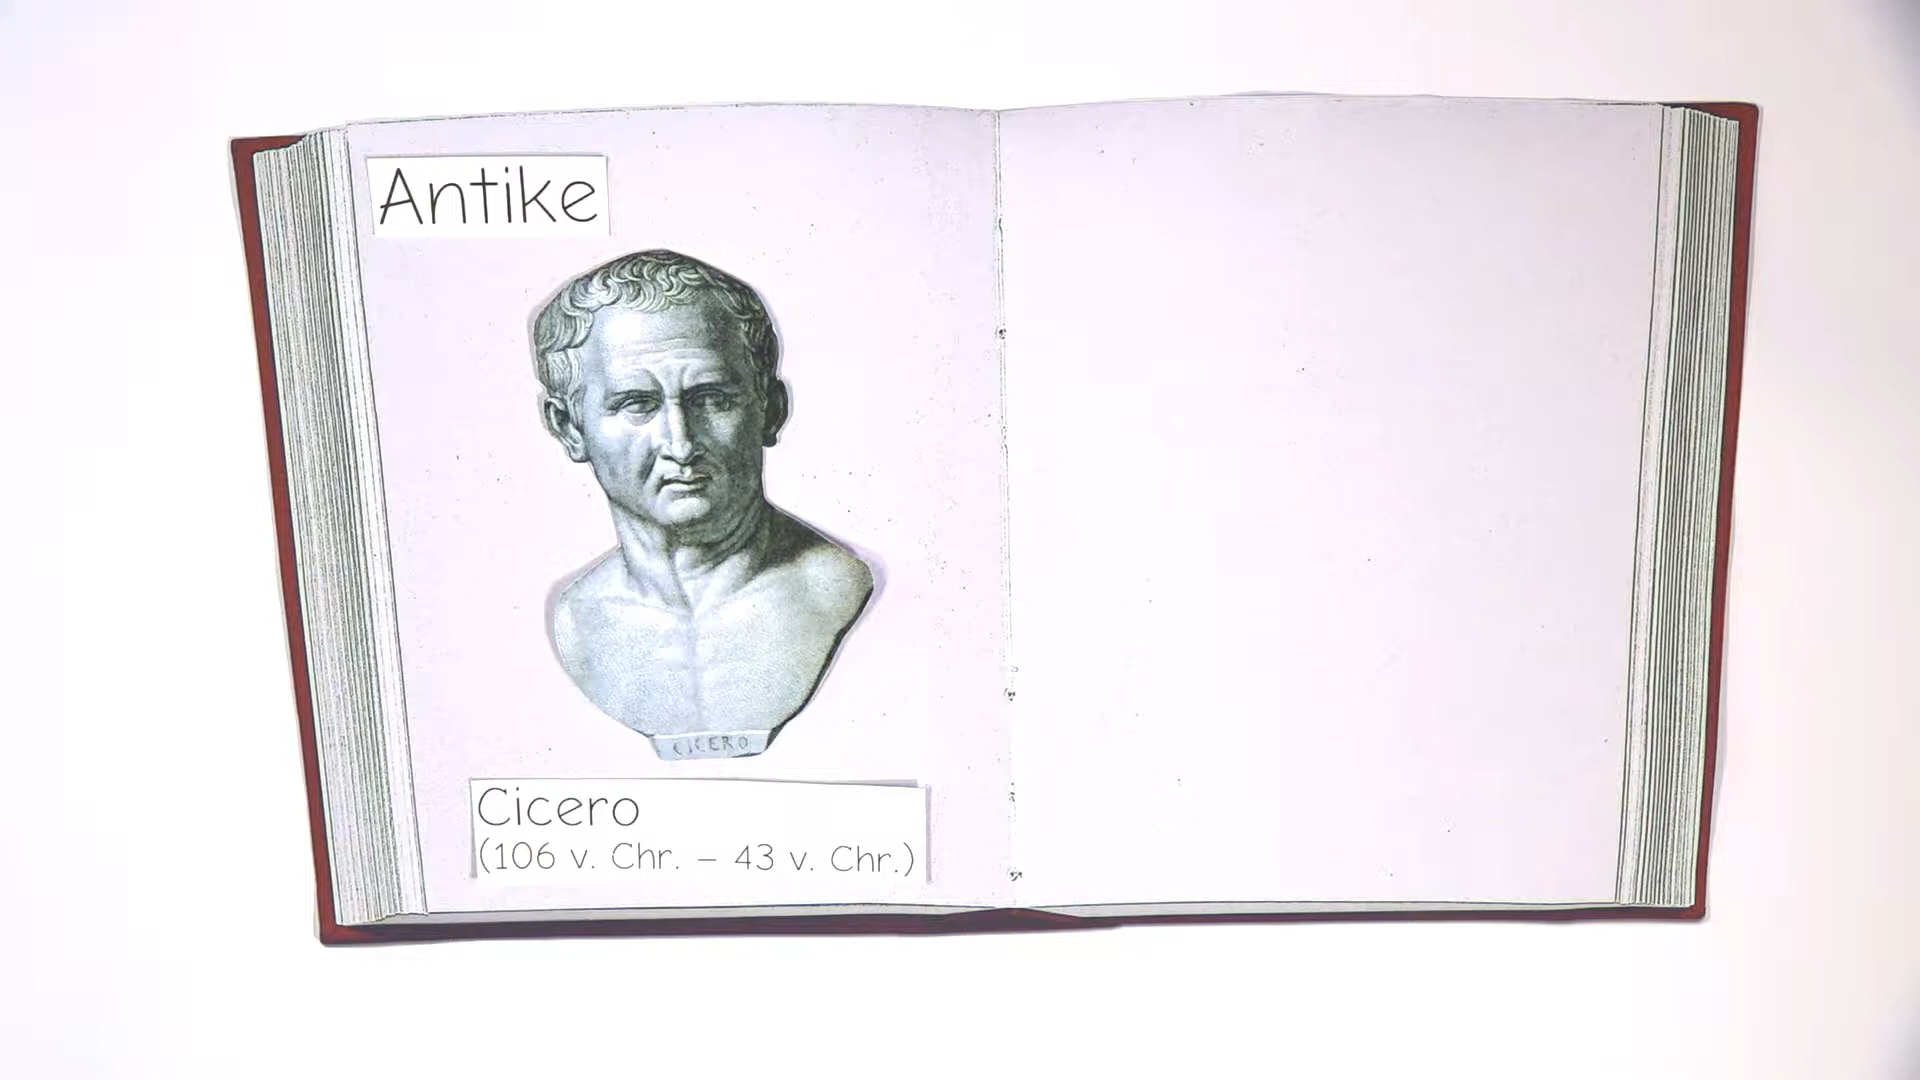 Antike
CICERO
Cicero
(106 v. Chr. – 43 v. Chr.)